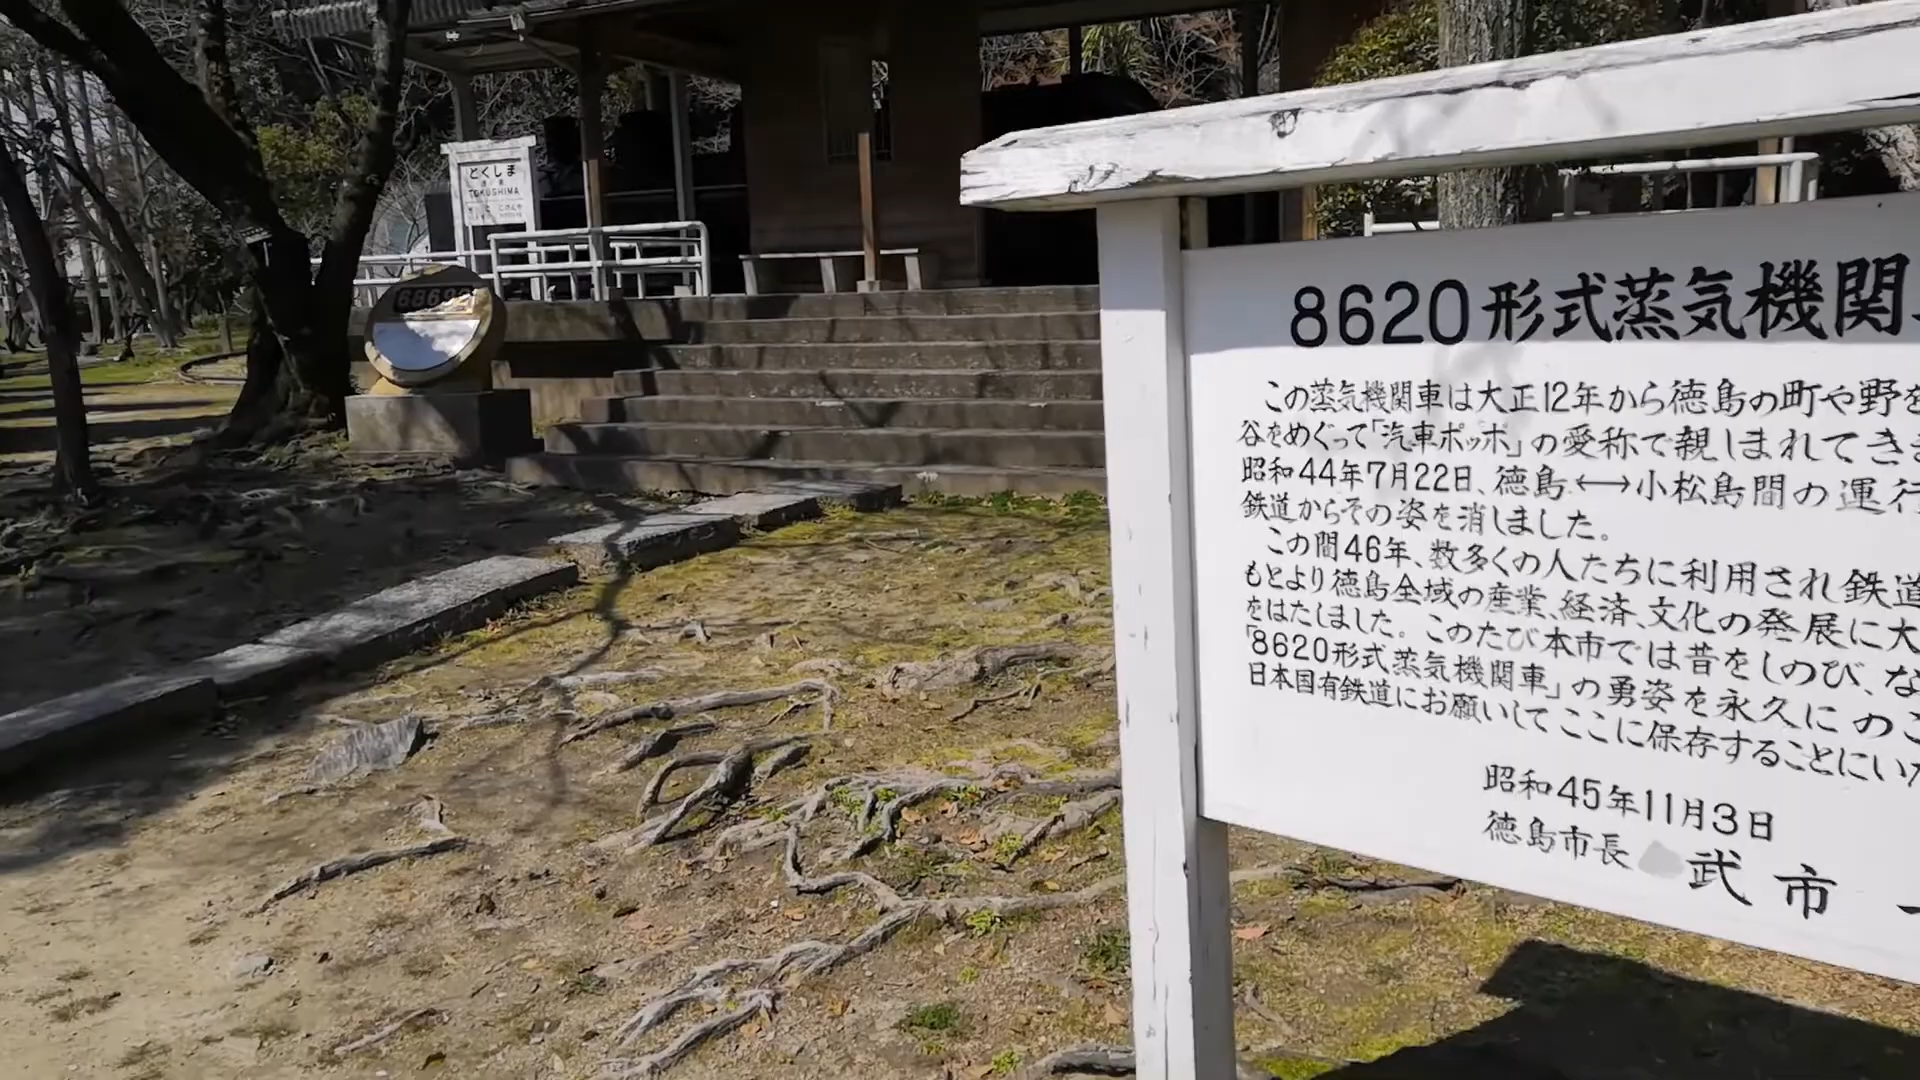 とくしま
TOKUSHIMA
68692
8620形式蒸気機関
この蒸気機関車は大正12年から徳島の町や野を
谷をめぐって「汽車ポッポ」の愛称で親しまれてき
昭和44年7月22日、徳島⟷小松島間の運行
鉄道からその姿を消しました。
この間46年、数多くの人たちに利用され鉄道
もとより徳島全域の産業、経済、文化の発展に大
をはたしました。このたび本市では昔をしのび、な
「8620形式蒸気機関車」の勇姿を永久にのこ
日本国有鉄道にお願いしてここに保存することにい
昭和45年11月3日
徳島市長 武市